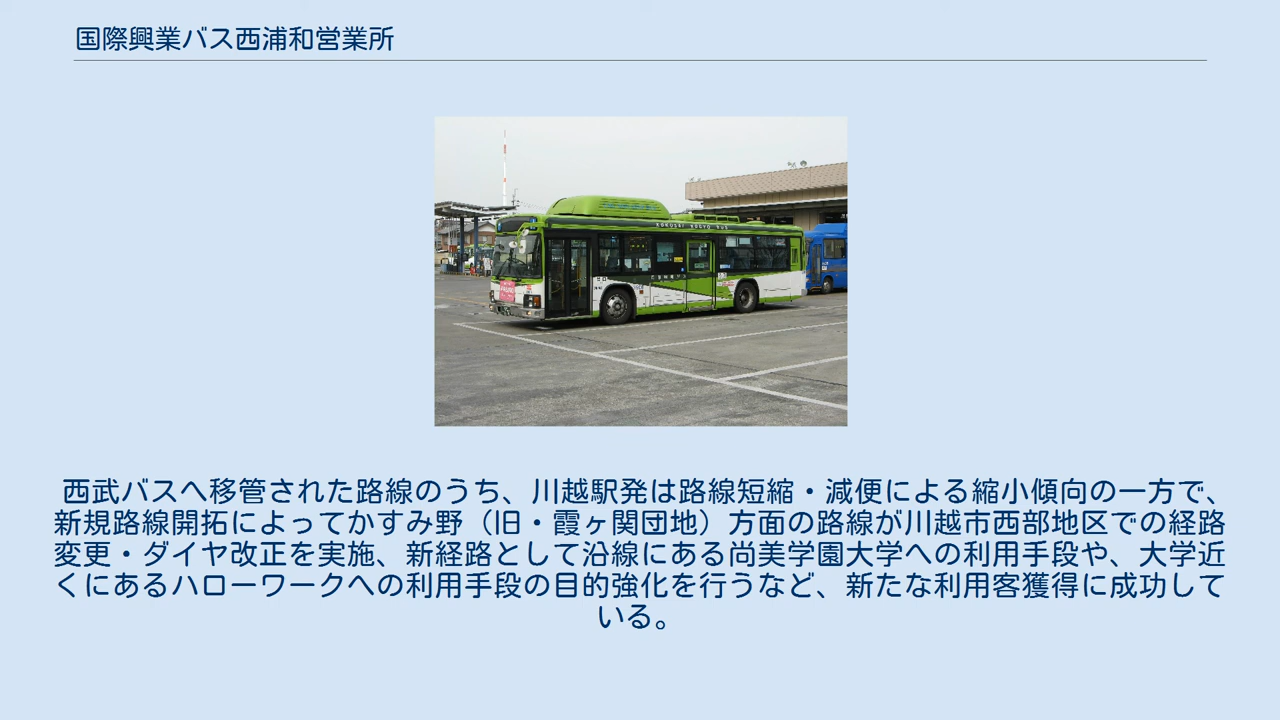 国際興業バス西浦和営業所
KOKUSAI KOGYO BUS
西武バスへ移管された路線のうち、川越駅発は路線短縮・減便による縮小傾向の一方で、
新規路線開拓によってかすみ野（旧・霞ヶ関団地）方面の路線が川越市西部地区での経路
変更・ダイヤ改正を実施、新経路として沿線にある尚美学園大学への利用手段や、大学近
くにあるハローワークへの利用手段の目的強化を行うなど、新たな利用客獲得に成功して
いる。